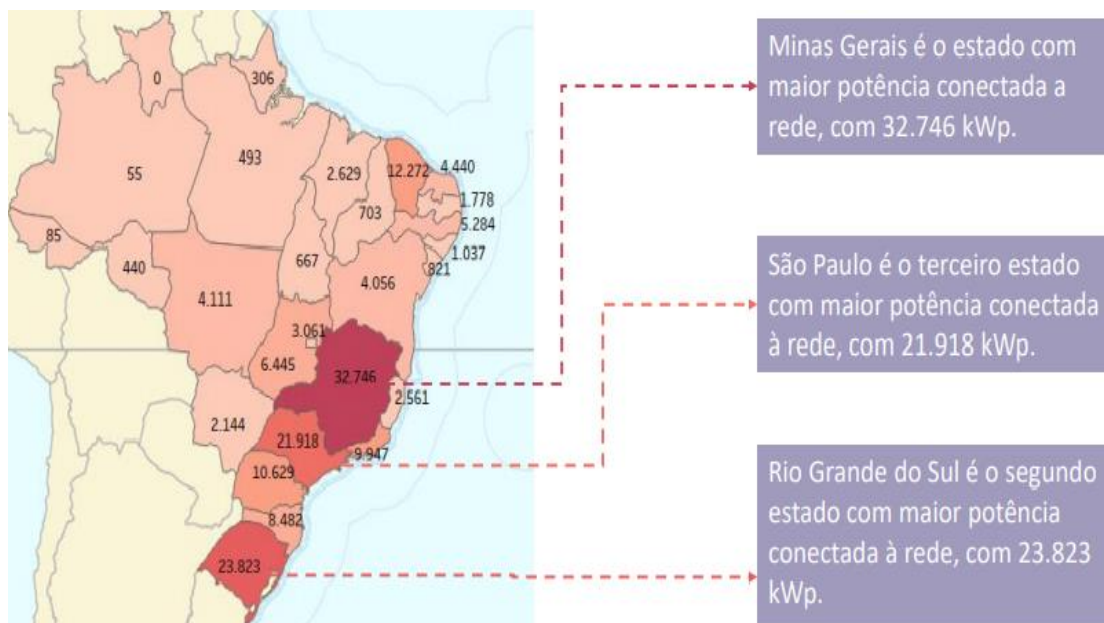 0
306
55
493
2.629
12.272
4.440
1.778
5.284
1.037
821
703
85
440
667
4.056
4.111
3.061
6.445
32.746
2.561
2.144
21.918
9.947
10.629
8.482
23.823
Minas Gerais é o estado com
maior potência conectada a
rede, com 32.746 kWp.
São Paulo é o terceiro estado
com maior potência conectada
à rede, com 21.918 kWp.
Rio Grande do Sul é o segundo
estado com maior potência
conectada à rede, com 23.823
kWp.